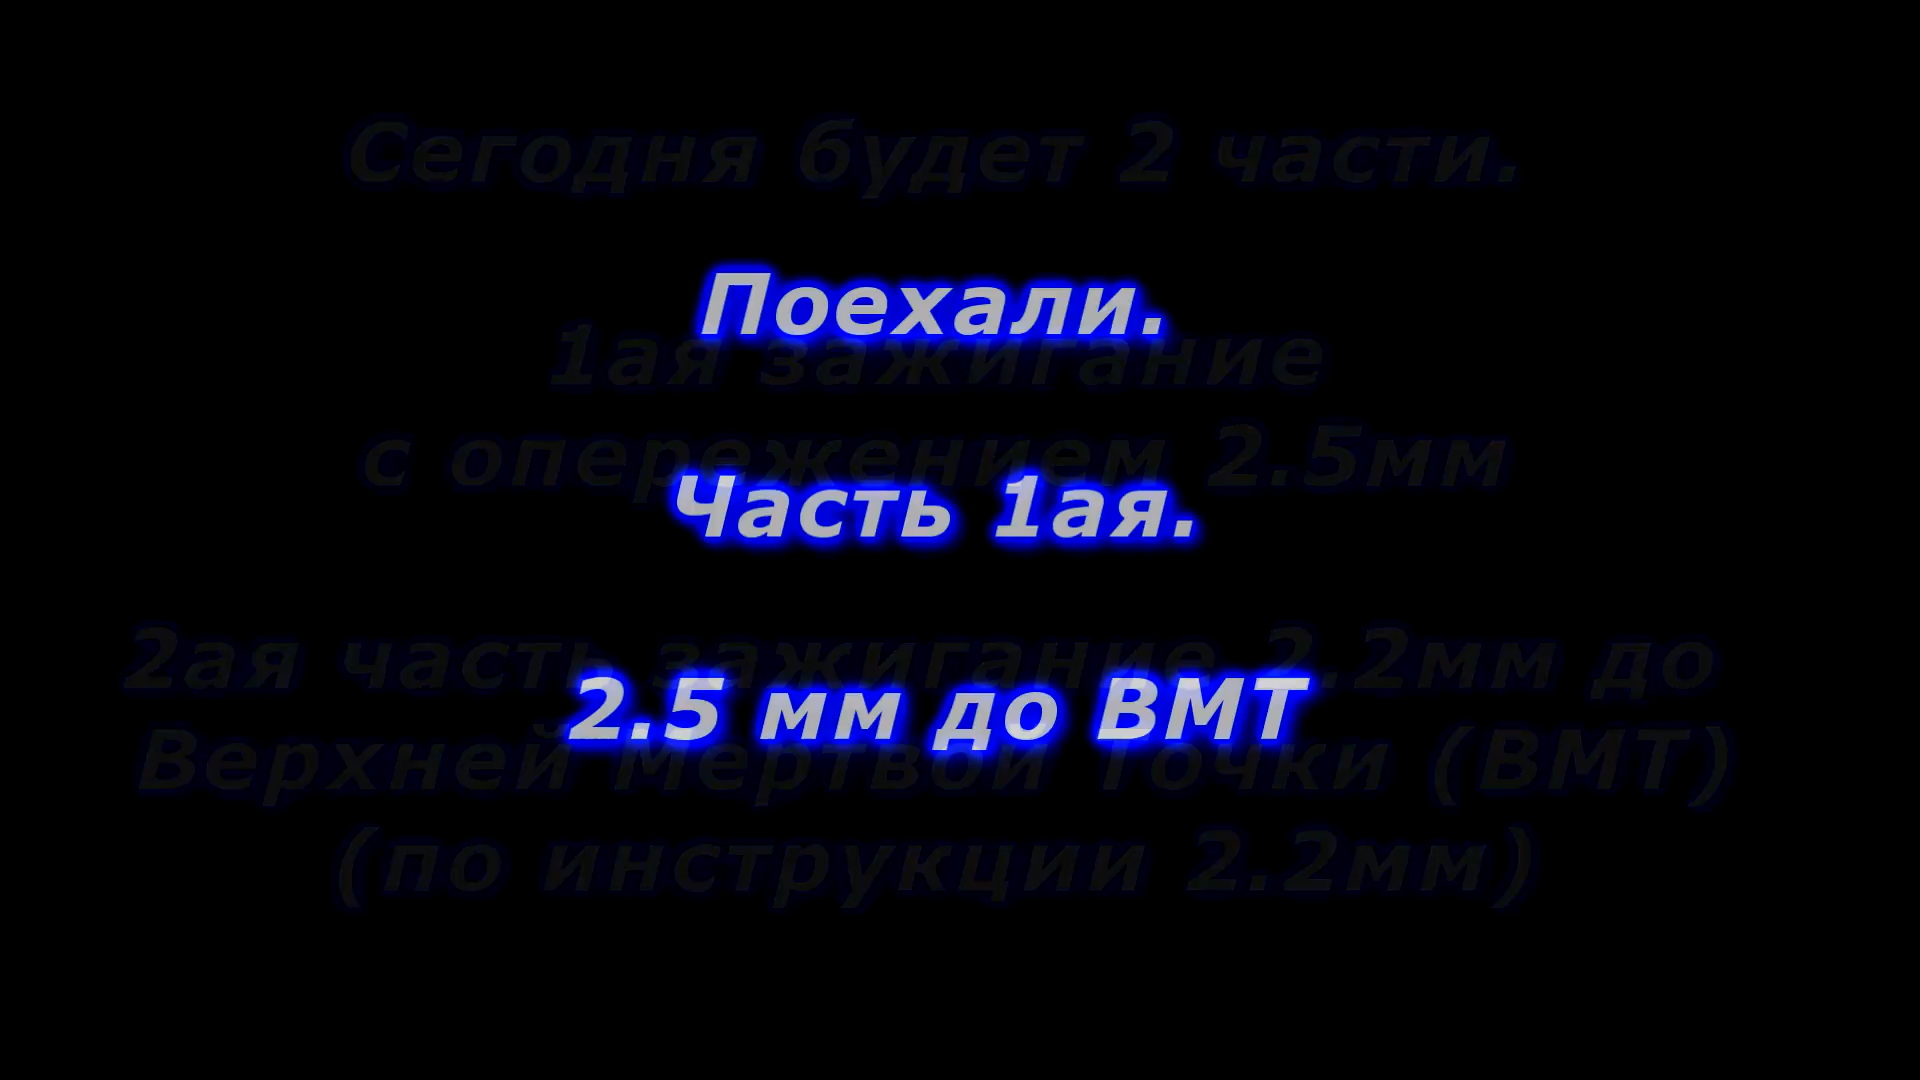 Сегодня будет 2 части.
Поехали.
1ая зажигание
с опережением 2.5мм
Часть 1ая.
2ая часть зажигание 2.2мм до
2.5 мм до ВМТ
Верхней Мертвой Точки (ВМТ)
(по инструкции 2.2мм)